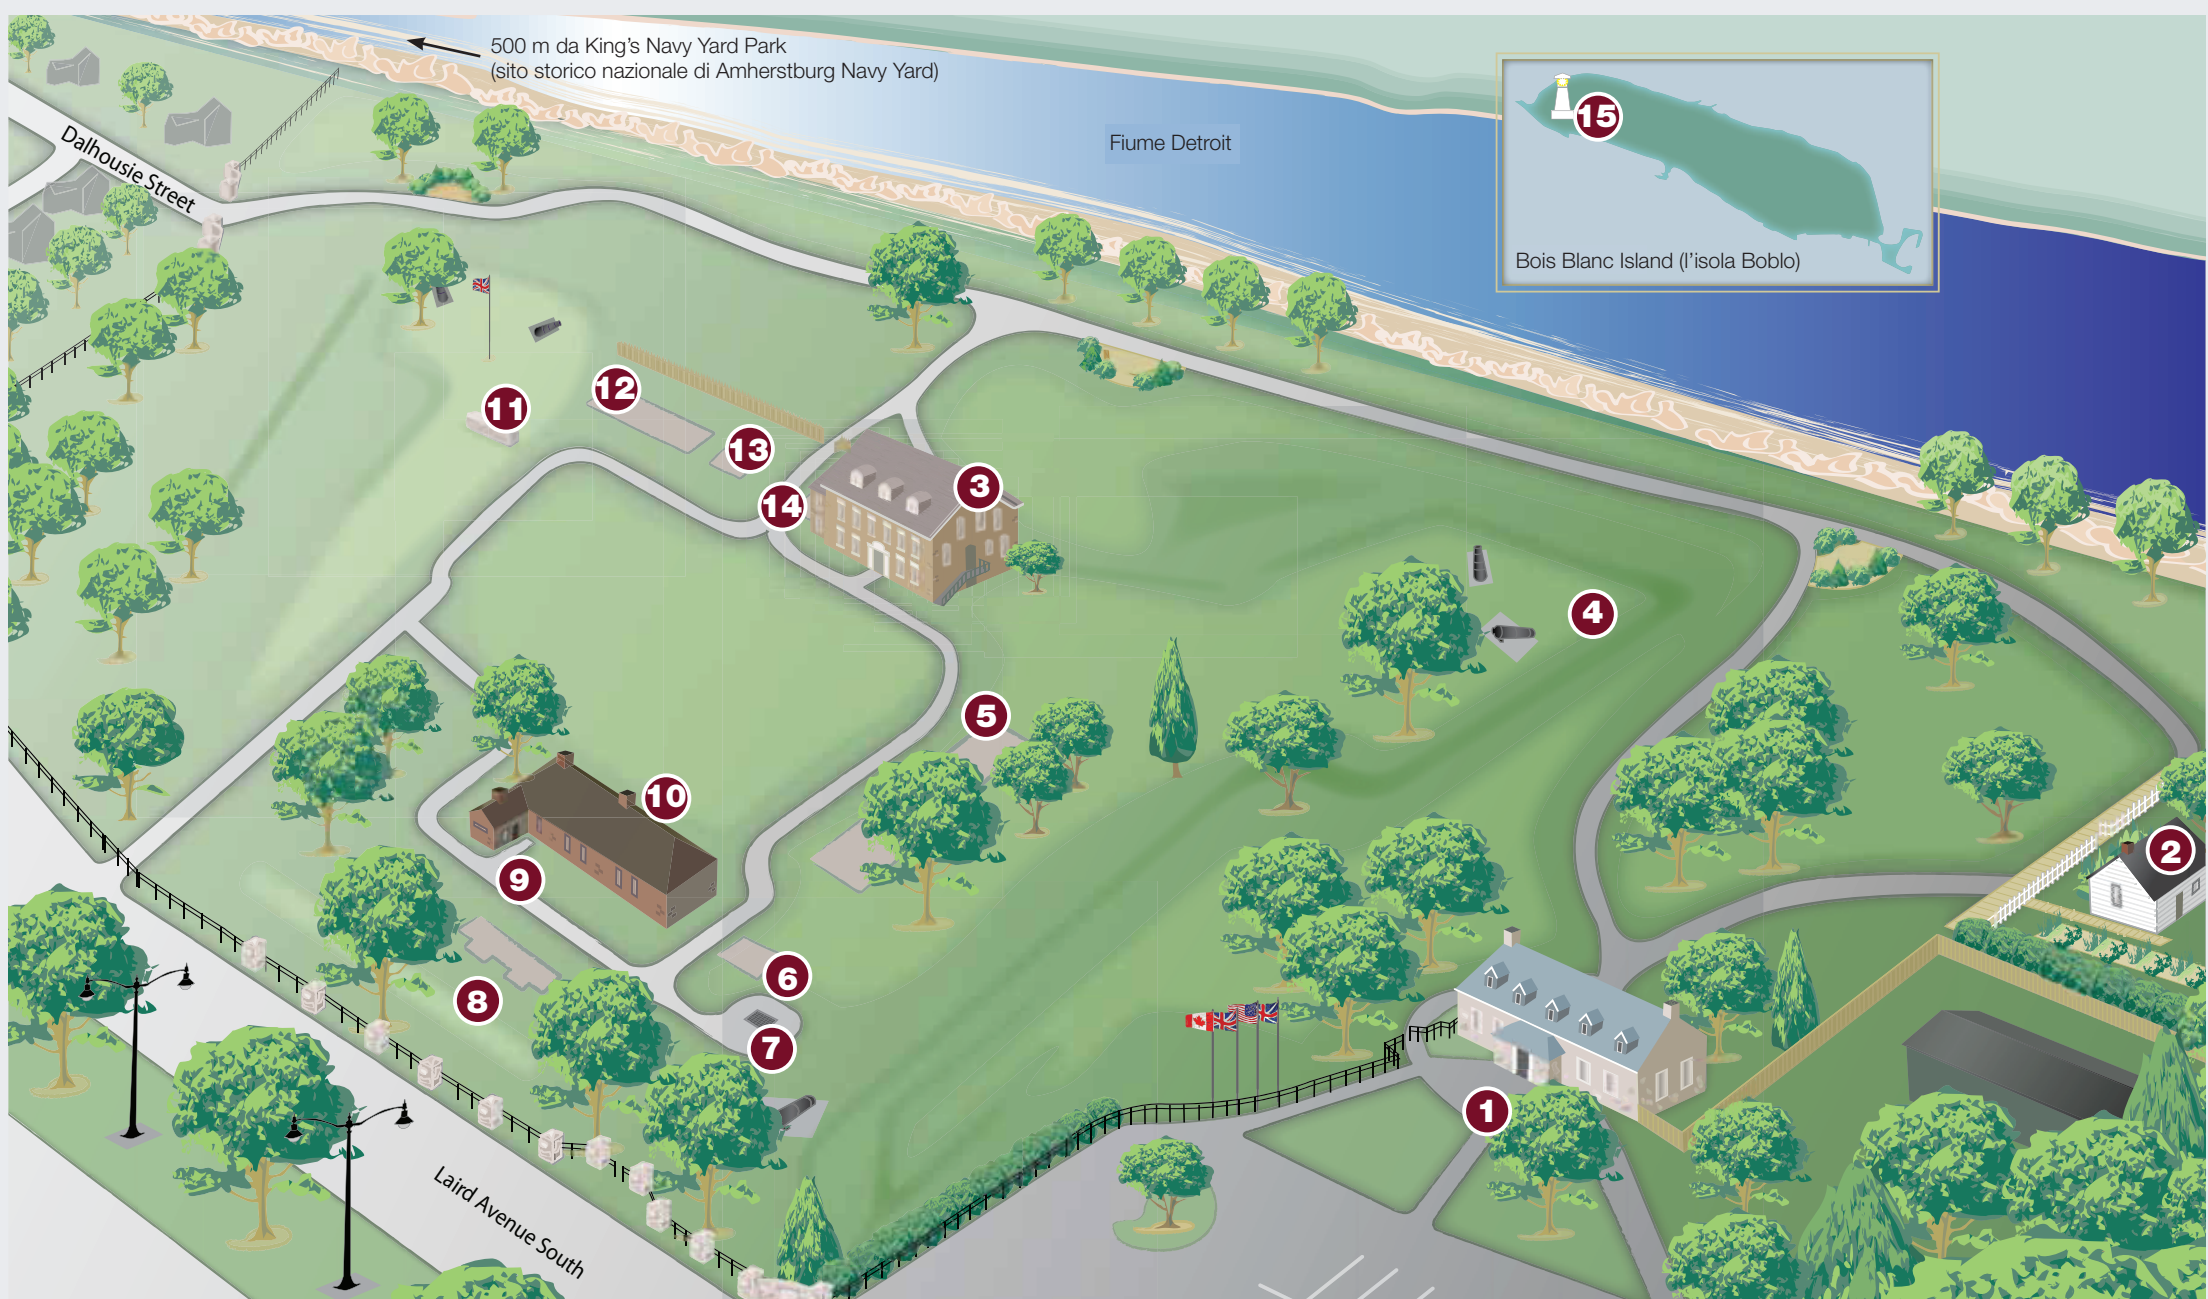 500 m da King's Navy Yard Park
(sito storico nazionale di Amherstburg Navy Yard)
Fiume Detroit
15
Bois Blanc Island (l'isola Boblo)
Dalhousie Street
12
11
13
3
14
4
5
10
2
9
6
8
7
1
Laird Avenue South